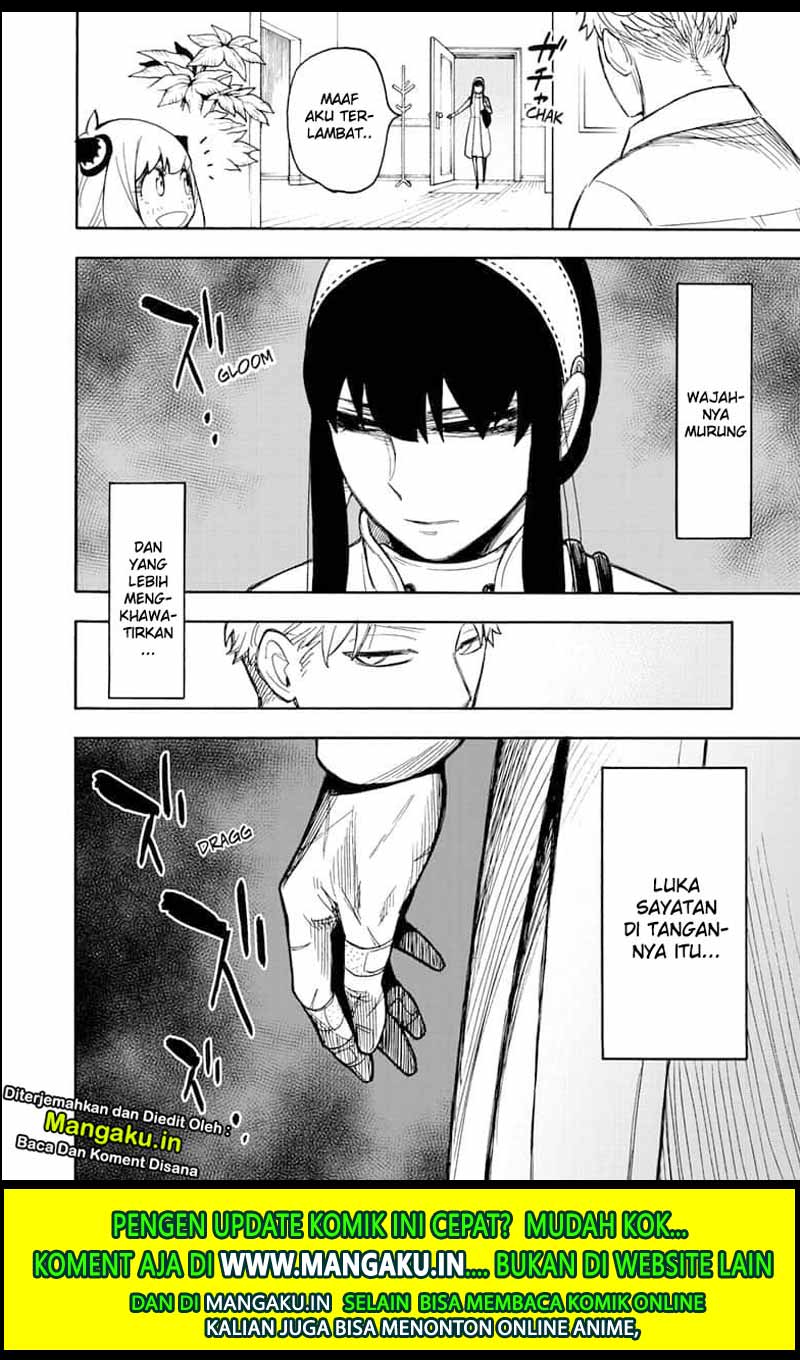 MAAF
AKU TER-
LAMBAT..
ガチャ
CHAK
WAJAH-
NYA
MURUNG
ズ
GLOOM
DAN
YANG
LEBIH
MENG-
KHAWA-
TIRKAN
...
LUKA
SAYATAN
DI TANGAN-
NYA ITU...
ズ
DRAGG
ズ
Diterjemahkan dan Diedit Oleh :
Mangaku.in
Baca Dan Koment Disana
PENGEN UPDATE KOMIK INI CEPAT? MUDAH KOK....
KOMENT AJA DI WWW.MANGAKU.IN.... BUKAN DI WEBSITE LAIN
DAN DI MANGAKU.IN SELAIN BISA MEMBACA KOMIK ONLINE
KALIAN JUGA BISA MENONTON ONLINE ANIME,